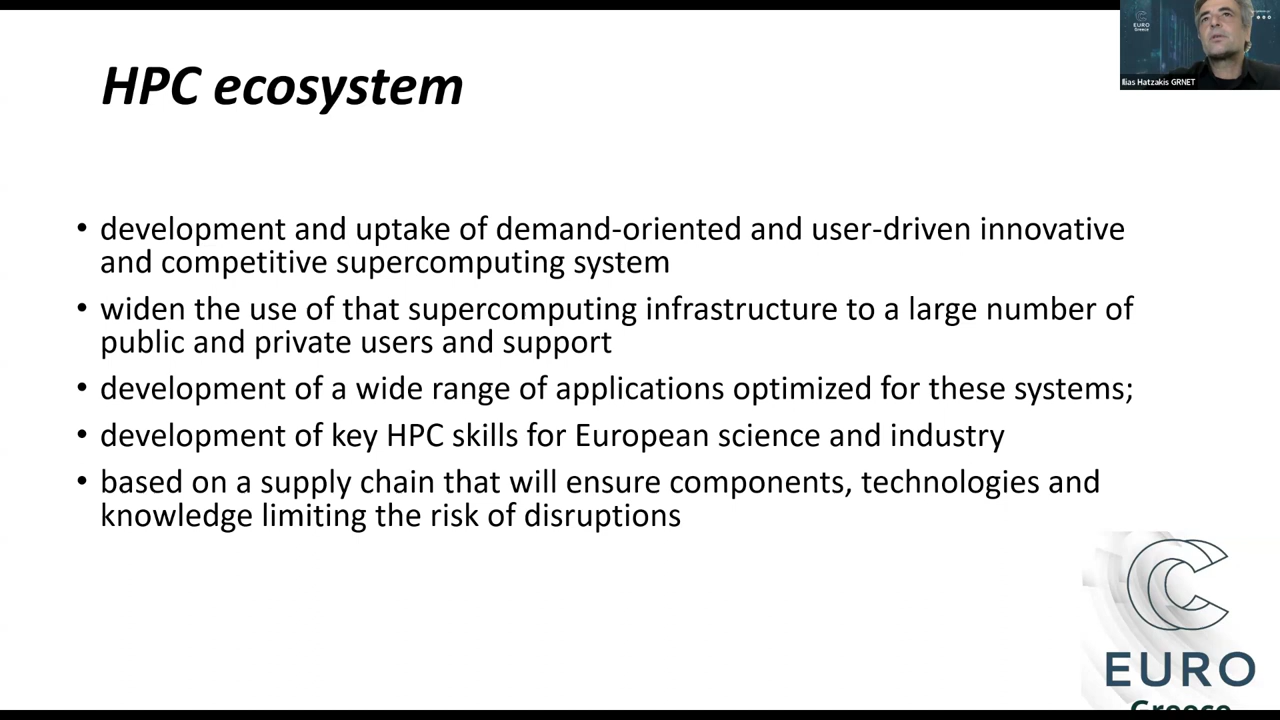 HPC ecosystem
EURO
Greece
Ilias Hatzakis GRNET
• development and uptake of demand-oriented and user-driven innovative
and competitive supercomputing system
• widen the use of that supercomputing infrastructure to a large number of
public and private users and support
• development of a wide range of applications optimized for these systems;
• development of key HPC skills for European science and industry
• based on a supply chain that will ensure components, technologies and
knowledge limiting the risk of disruptions
EURO
Greece